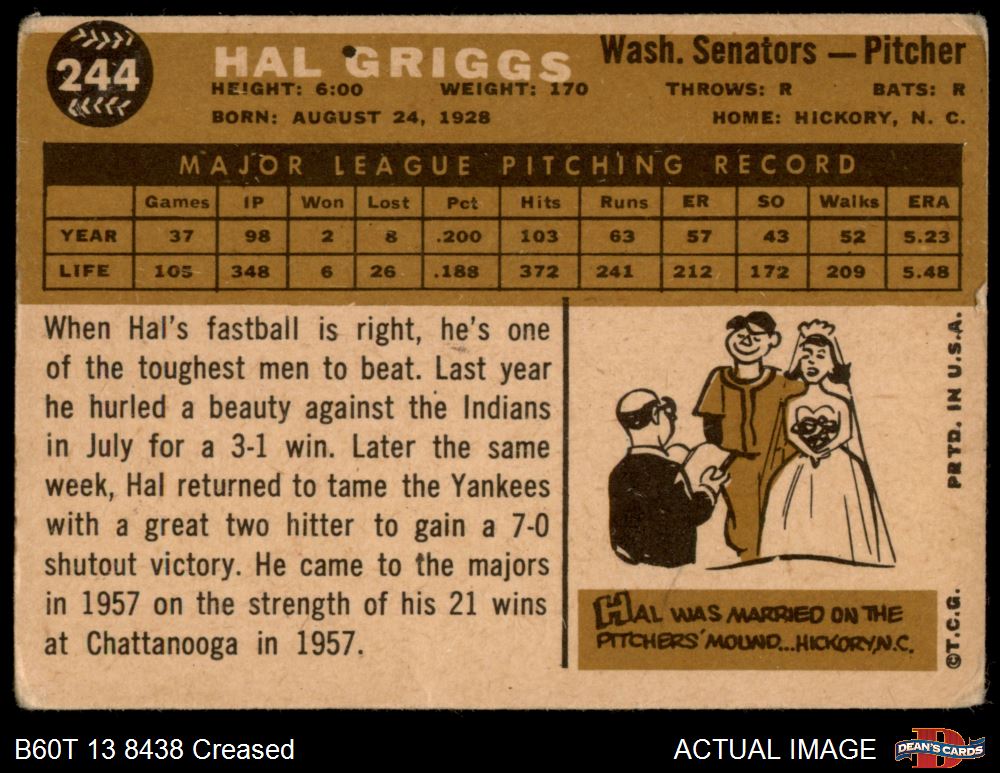 244
HAL GRIGGS
Wash. Senators — Pitcher
HEIGHT: 6:00 WEIGHT: 170 THROWS: R BATS: R
BORN: AUGUST 24, 1928 HOME: HICKORY, N. C.
MAJOR LEAGUE PITCHING RECORD
Games IP Won Lost Pct Hits Runs ER SO Walks ERA
YEAR 37 98 2 8 .200 103 63 57 43 52 5.23
LIFE 105 348 6 26 .188 372 241 212 172 209 5.48
When Hal's fastball is right, he's one
of the toughest men to beat. Last year
he hurled a beauty against the Indians
in July for a 3-1 win. Later the same
week, Hal returned to tame the Yankees
with a great two hitter to gain a 7-0
shutout victory. He came to the majors
in 1957 on the strength of his 21 wins
at Chattanooga in 1957.
HAL WAS MARRIED ON THE
PITCHERS' MOUND...HICKORY, N.C.
©T.C.G. PRTD. IN U.S.A.
B60T 13 8438 Creased
ACTUAL IMAGE
D
DEAN'S CARDS